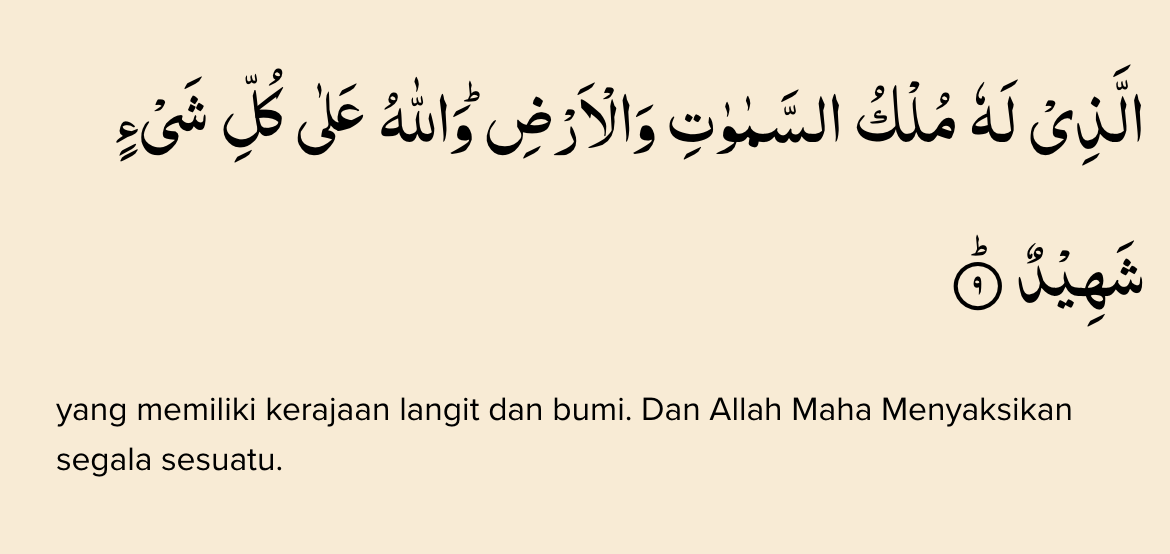 الَّذِيْ لَهٗ مُلْكُ السَّمٰوٰتِ وَالْاَرْضِ ۗوَاللّٰهُ عَلٰى كُلِّ شَيْءٍ
شَهِيْدٌ ۗ ٩
yang memiliki kerajaan langit dan bumi. Dan Allah Maha Menyaksikan
segala sesuatu.